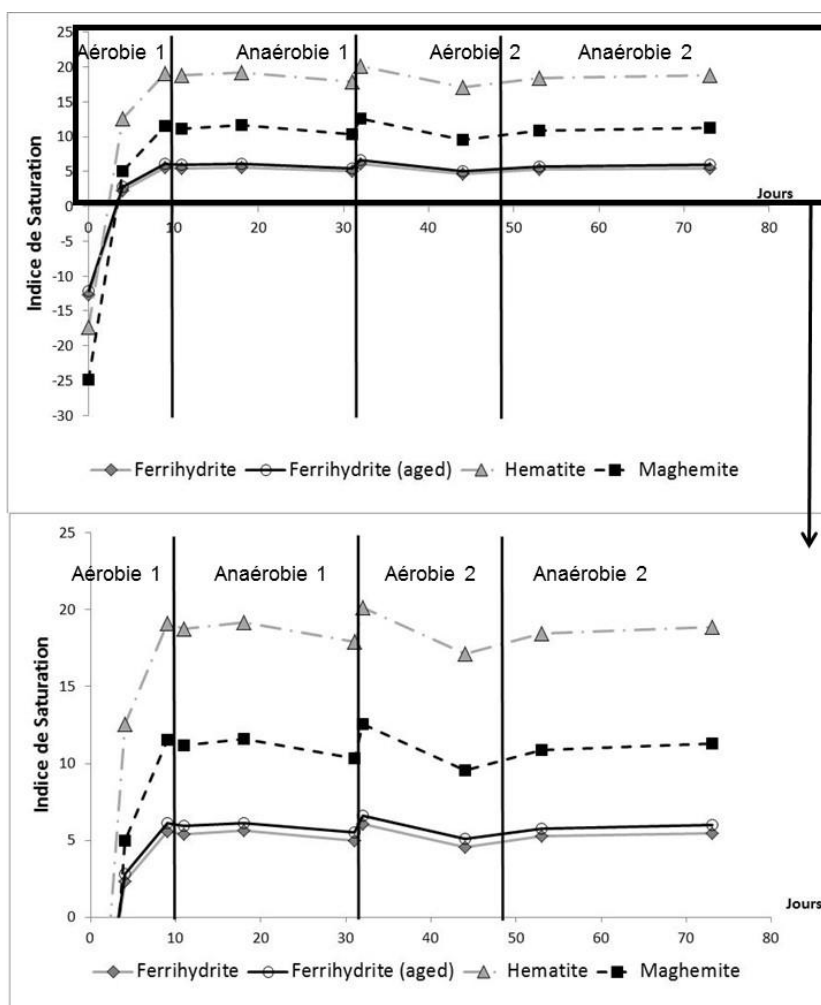 Aérobie 1 Anaérobie 1 Aérobie 2 Anaérobie 2
25
20
15
10
5
0
-5
-10
-15
-20
-25
-30
Indice de Saturation
Jours
0 10 20 30 40 50 60 70 80
Ferrihydrite Ferrihydrite (aged) Hematite Maghemite
25
20
15
10
5
0
Aérobie 1 Anaérobie 1 Aérobie 2 Anaérobie 2
Indice de Saturation
Jours
0 10 20 30 40 50 60 70 80
Ferrihydrite Ferrihydrite (aged) Hematite Maghemite